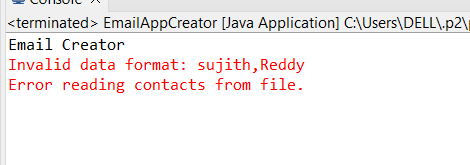 Console
<terminated> EmailAppCreator [Java Application] C:\Users\DELL\.p2\
Email Creator
Invalid data format: sujith,Reddy
Error reading contacts from file.